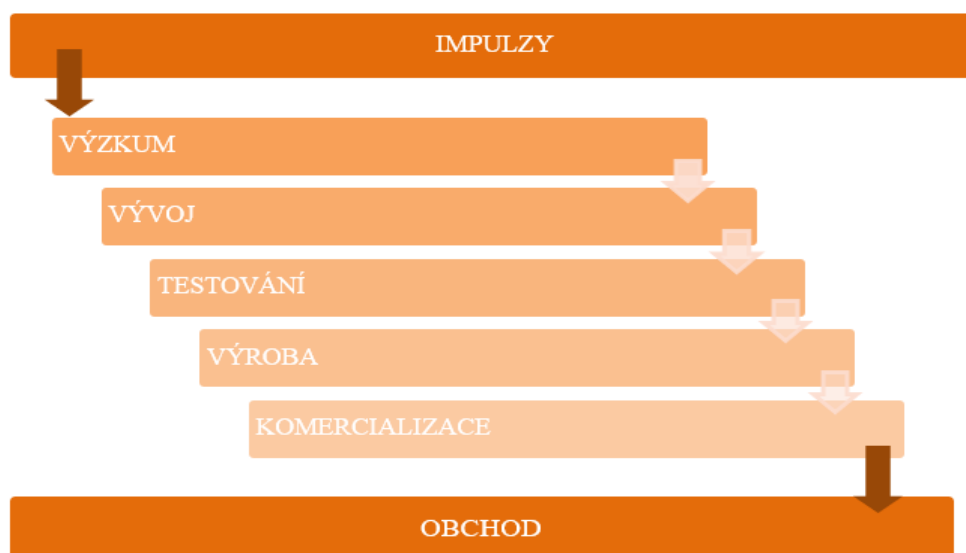 IMPULZY
VÝZKUM
VÝVOJ
TESTOVÁNÍ
VÝROBA
KOMERCIALIZACE
OBCHOD